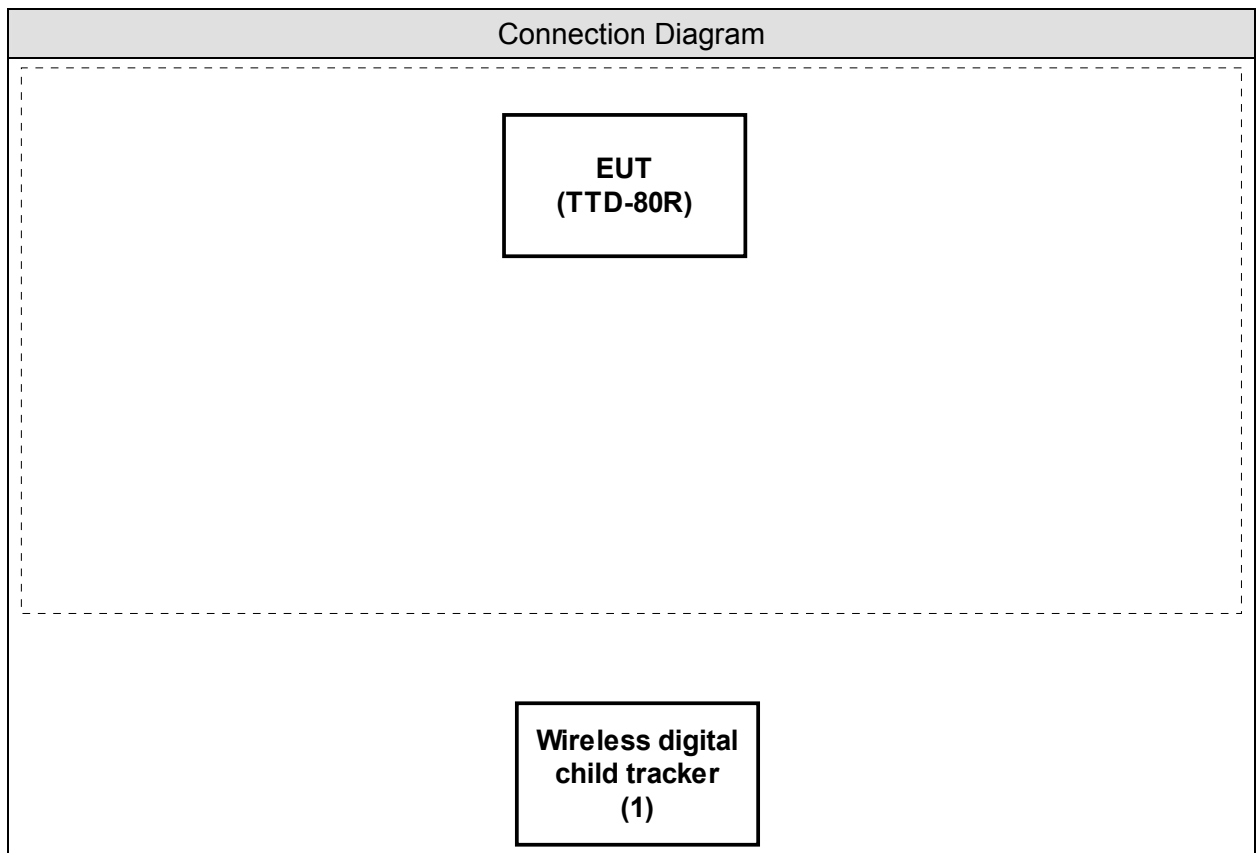 Connection Diagram
EUT
(TTD-80R)
Wireless digital
child tracker
(1)